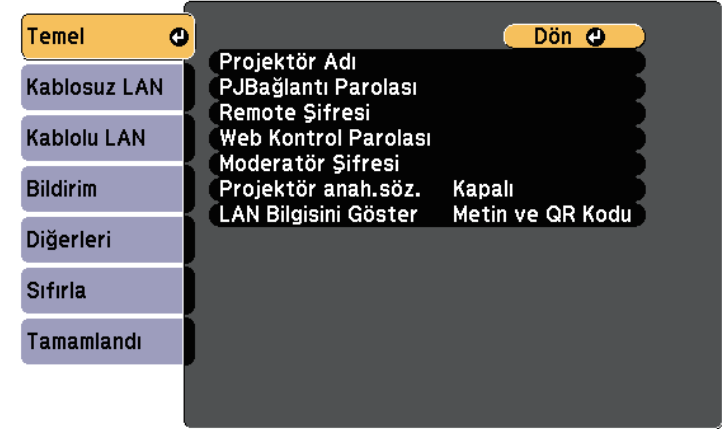 Temel
Kablosuz LAN
Kablolu LAN
Bildirim
Diğerleri
Sıfırla
Tamamlandı
Dön
Projektör Adı
PJBağlantı Parolası
Remote Şifresi
Web Kontrol Parolası
Moderatör Şifresi
Projektör anah.söz. Kapalı
LAN Bilgisini Göster Metin ve QR Kodu